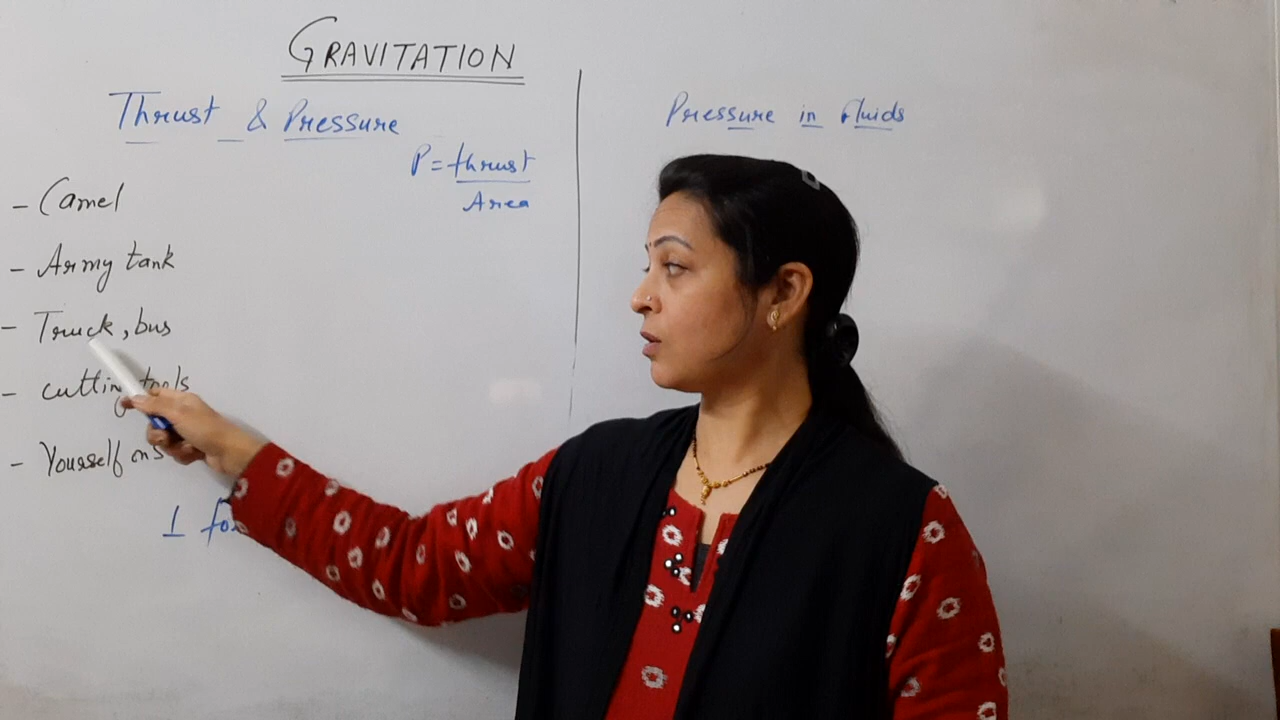 GRAVITATION
Thrust & Pressure
P = thrust
Area
- Camel
- Army tank
- Truck, bus
- cutting tools
- Yourself on
⊥
Pressure in Fluids